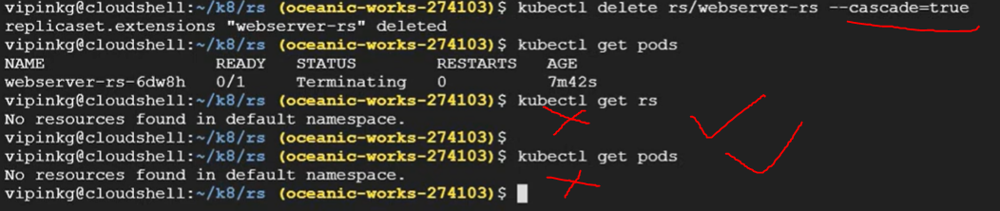 vipinkg@cloudshell:~/k8/rs (oceanic-works-274103)$ kubectl delete rs/webserver-rs --cascade=true
replicaset.extensions "webserver-rs" deleted
vipinkg@cloudshell:~/k8/rs (oceanic-works-274103)$ kubectl get pods
NAME READY STATUS RESTARTS AGE
webserver-rs-6dw8h 0/1 Terminating 0 7m42s
vipinkg@cloudshell:~/k8/rs (oceanic-works-274103)$ kubectl get rs
No resources found in default namespace.
vipinkg@cloudshell:~/k8/rs (oceanic-works-274103)$
vipinkg@cloudshell:~/k8/rs (oceanic-works-274103)$ kubectl get pods
No resources found in default namespace.
vipinkg@cloudshell:~/k8/rs (oceanic-works-274103)$